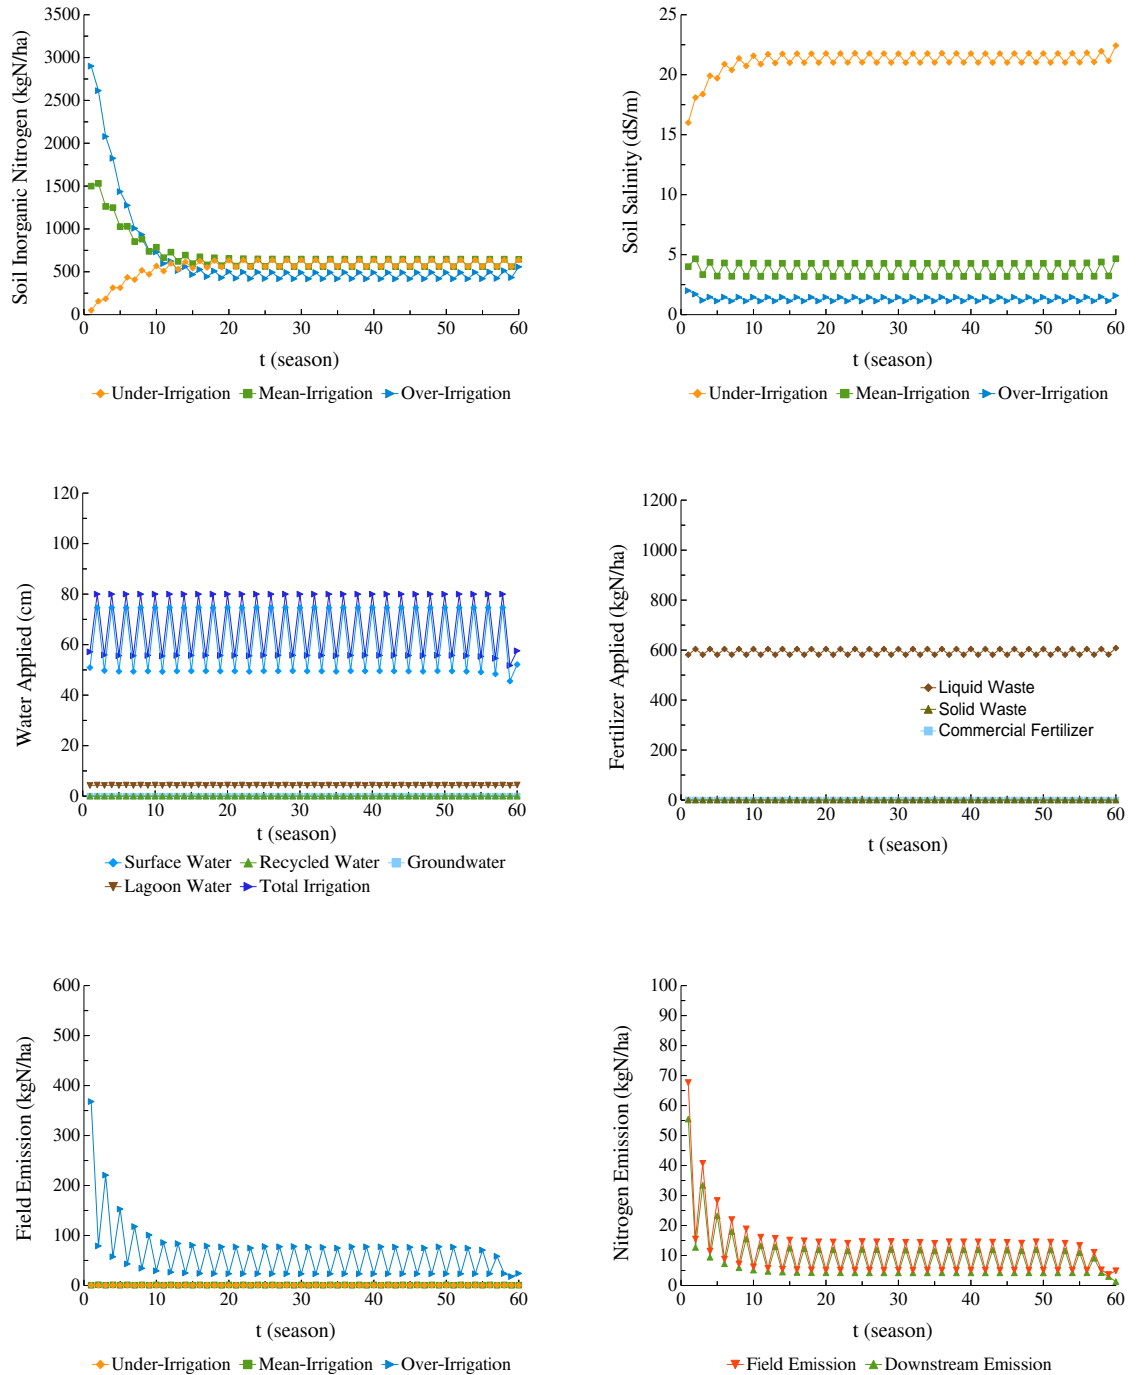 Soil Inorganic Nitrogen (kgN/ha)
3500
3000
2500
2000
1500
1000
500
0
0 10 20 30 40 50 60
t (season)
Under-Irrigation Mean-Irrigation Over-Irrigation
Soil Salinity (dS/m)
25
20
15
10
5
0
0 10 20 30 40 50 60
t (season)
Under-Irrigation Mean-Irrigation Over-Irrigation
Water Applied (cm)
120
100
80
60
40
20
0
0 10 20 30 40 50 60
t (season)
Surface Water Recycled Water Groundwater
Lagoon Water Total Irrigation
Fertilizer Applied (kgN/ha)
1200
1000
800
600
400
200
0
Liquid Waste
Solid Waste
Commercial Fertilizer
0 10 20 30 40 50 60
t (season)
Field Emission (kgN/ha)
600
500
400
300
200
100
0
0 10 20 30 40 50 60
t (season)
Under-Irrigation Mean-Irrigation Over-Irrigation
Nitrogen Emission (kgN/ha)
100
90
80
70
60
50
40
30
20
10
0
0 10 20 30 40 50 60
t (season)
Field Emission Downstream Emission